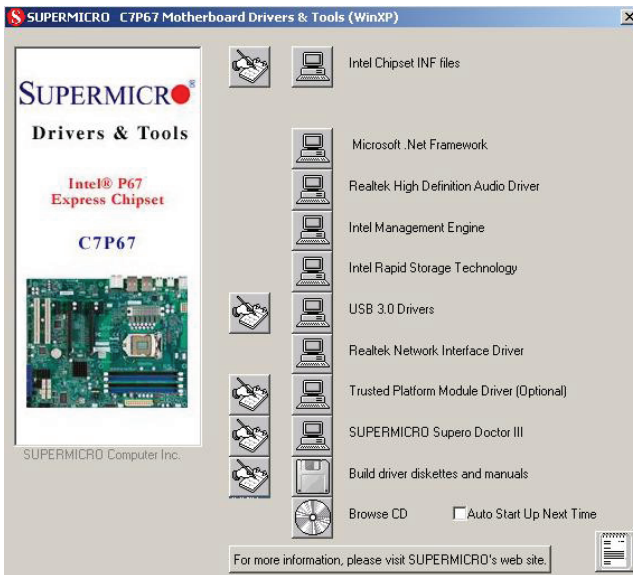 SUPERMICRO C7P67 Motherboard Drivers & Tools (WinXP)
SUPERMICRO®
Drivers & Tools
Intel® P67
Express Chipset
C7P67
SUPERMICRO Computer Inc.
Intel Chipset INF files
Microsoft .Net Framework
Realtek High Definition Audio Driver
Intel Management Engine
Intel Rapid Storage Technology
USB 3.0 Drivers
Realtek Network Interface Driver
Trusted Platform Module Driver (Optional)
SUPERMICRO Supero Doctor III
Build driver diskettes and manuals
Browse CD
Auto Start Up Next Time
For more information, please visit SUPERMICRO's web site.